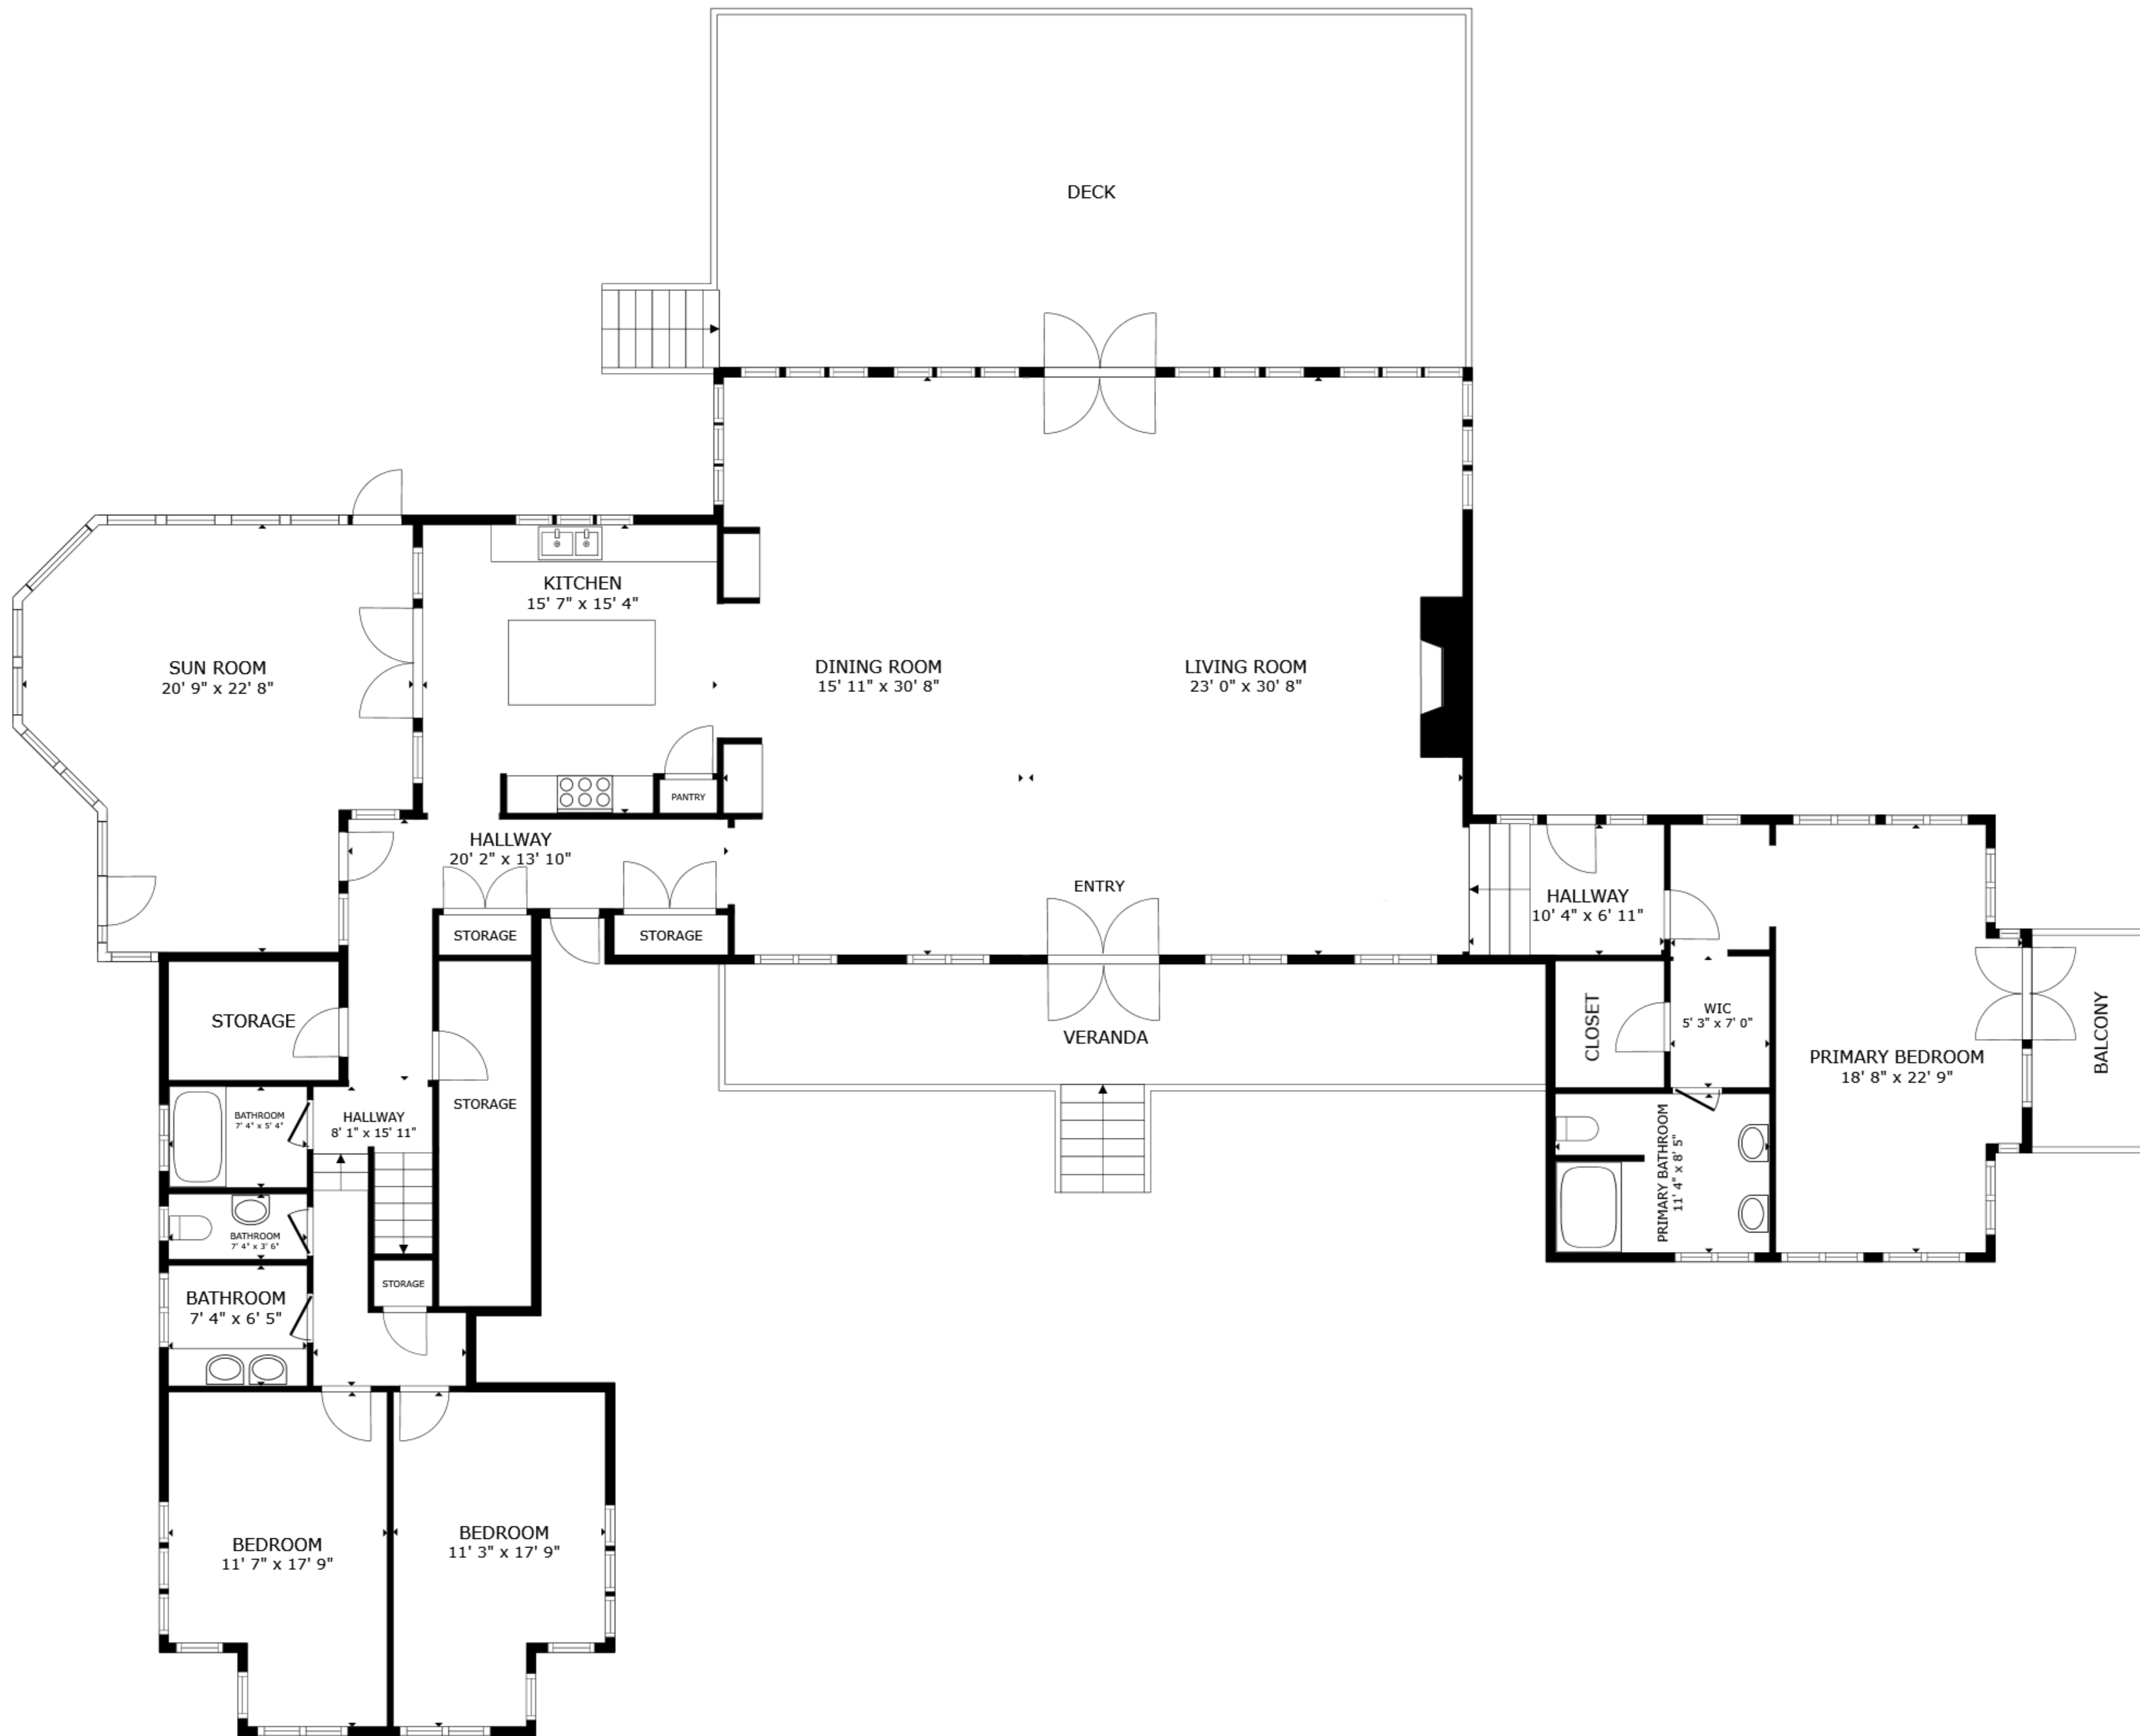 DECK
KITCHEN
15' 7" x 15' 4"
SUN ROOM
20' 9" x 22' 8"
DINING ROOM
15' 11" x 30' 8"
LIVING ROOM
23' 0" x 30' 8"
PANTRY
HALLWAY
20' 2" x 13' 10"
ENTRY
HALLWAY
10' 4" x 6' 11"
STORAGE
STORAGE
STORAGE
CLOSET
WIC
5' 3" x 7' 0"
BALCONY
VERANDA
PRIMARY BEDROOM
18' 8" x 22' 9"
STORAGE
BATHROOM
7' 4" x 5' 4"
HALLWAY
8' 1" x 15' 11"
PRIMARY BATHROOM
11' 4" x 8' 5"
BATHROOM
7' 4" x 3' 6"
STORAGE
BATHROOM
7' 4" x 6' 5"
BEDROOM
11' 7" x 17' 9"
BEDROOM
11' 3" x 17' 9"